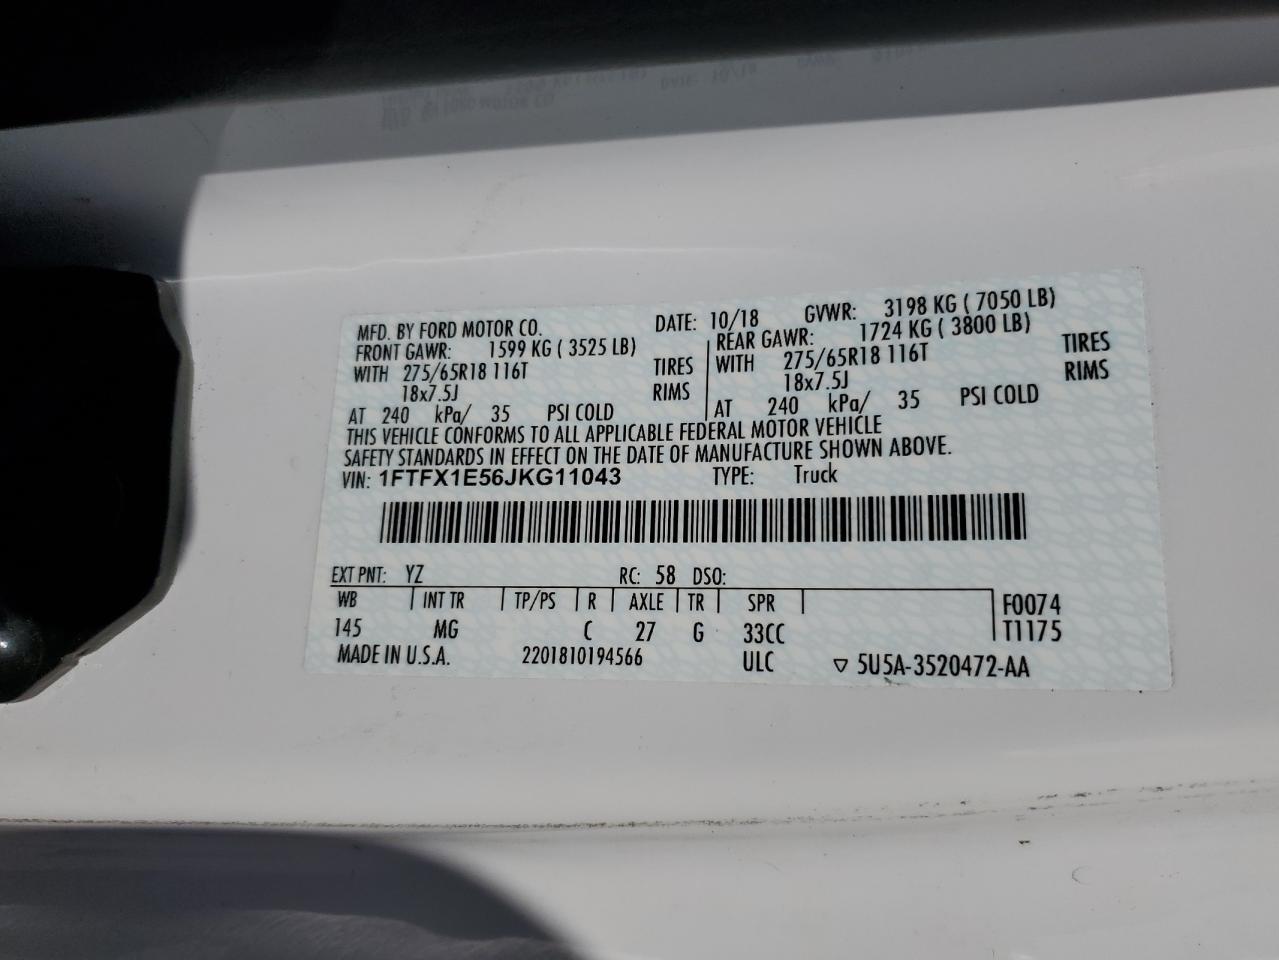 MFD. BY FORD MOTOR CO. DATE: 10/18 GVWR: 3198 KG ( 7050 LB)
FRONT GAWR: 1599 KG ( 3525 LB) REAR GAWR: 1724 KG ( 3800 LB)
WITH 275/65R18 116T TIRES WITH 275/65R18 116T TIRES
18x7.5J RIMS 18x7.5J RIMS
AT 240 kPa/ 35 PSI COLD AT 240 kPa/ 35 PSI COLD
THIS VEHICLE CONFORMS TO ALL APPLICABLE FEDERAL MOTOR VEHICLE
SAFETY STANDARDS IN EFFECT ON THE DATE OF MANUFACTURE SHOWN ABOVE.
VIN: 1FTFX1E56JKG11043 TYPE: Truck
EXT PNT: YZ RC: 58 DSO:
WB INT TR TP/PS R AXLE TR SPR F0074
145 MG C 27 G 33CC T1175
MADE IN U.S.A. 2201810194566 ULC ▽ 5U5A-3520472-AA